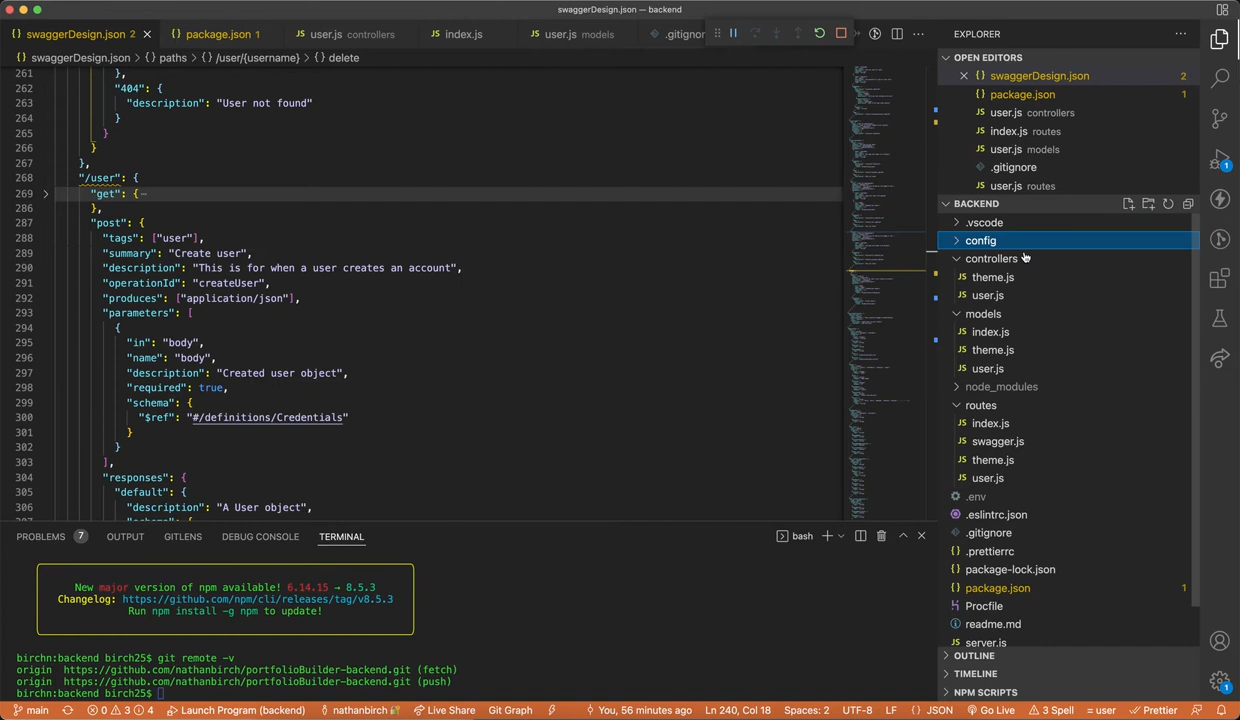 swaggerDesign.json — backend
{} swaggerDesign.json 2
{} package.json 1
JS user.js controllers
JS index.js
JS user.js models
.gitignor
swaggerDesign.json > {} paths > {} /user/{username} > {} delete
261 },
262 "404": {
263 "description": "User not found"
264 }
265 }
266 }
267 },
268 "/user": {
269 "get": {
286 },
287 "post": {
288 "tags": ["user"],
289 "summary": "Create user",
290 "description": "This is for when a user creates an account",
291 "operationId": "createUser",
292 "produces": ["application/json"],
293 "parameters": [
294 {
295 "in": "body",
296 "name": "body",
297 "description": "Created user object",
298 "required": true,
299 "schema": {
300 "$ref": "#/definitions/Credentials"
301 }
302 }
303 ],
304 "responses": {
305 "default": {
306 "description": "A User object",
PROBLEMS 7
OUTPUT
GITLENS
DEBUG CONSOLE
TERMINAL
bash
New major version of npm available! 6.14.15 → 8.5.3
Changelog: https://github.com/npm/cli/releases/tag/v8.5.3
Run npm install -g npm to update!
birchn:backend birch25$ git remote -v
origin https://github.com/nathanbirch/portfolioBuilder-backend.git (fetch)
origin https://github.com/nathanbirch/portfolioBuilder-backend.git (push)
birchn:backend birch25$
EXPLORER
OPEN EDITORS
{} swaggerDesign.json 2
{} package.json 1
JS user.js controllers
JS index.js routes
JS user.js models
.gitignore
JS user.js routes
BACKEND
.vscode
config
controllers
JS theme.js
JS user.js
models
JS index.js
JS theme.js
JS user.js
node_modules
routes
JS index.js
JS swagger.js
JS theme.js
JS user.js
.env
.eslintrc.json
.gitignore
{} .prettierrc
{} package-lock.json
{} package.json 1
Procfile
readme.md
JS server.js
OUTLINE
TIMELINE
NPM SCRIPTS
1
1
main
0 3 4
Launch Program (backend)
nathanbirch
Live Share
Git Graph
You, 56 minutes ago
Ln 240, Col 18
Spaces: 2
UTF-8
LF
{} JSON
Go Live
3 Spell
= user
Prettier